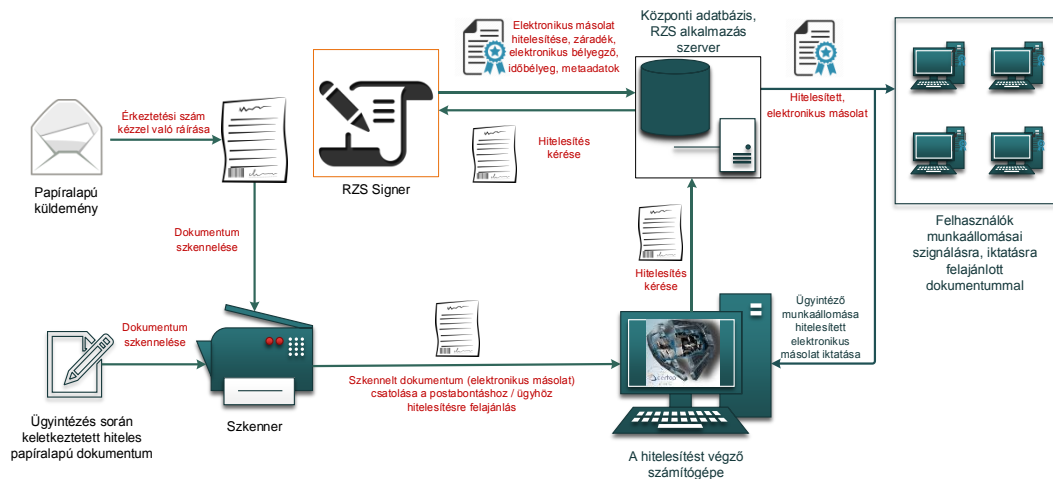 Elektronikus másolat
hitelesítése, záradék,
elektronikus bélyegző,
időbélyeg, metaadatok
Központi adatbázis,
RZS alkalmazás
szerver
Érkeztetési szám
kézzel való ráírása
Hitelesített,
elektronikus másolat
Hitelesítés
kérése
RZS Signer
Papíralapú
küldemény
Felhasználók
munkaállomásai
szignálásra, iktatásra
felajánlott
dokumentummal
Dokumentum
szkennelése
Hitelesítés
kérése
Ügyintéző
munkaállomása
hitelesített
elektronikus
másolat iktatása
Dokumentum
szkennelése
Szkennelt dokumentum (elektronikus másolat)
csatolása a postabontáshoz / ügyhöz
hitelesítésre felajánlás
Ügyintézés során
keletkeztetett hiteles
papíralapú dokumentum
Szkenner
A hitelesítést végző
számítógépe